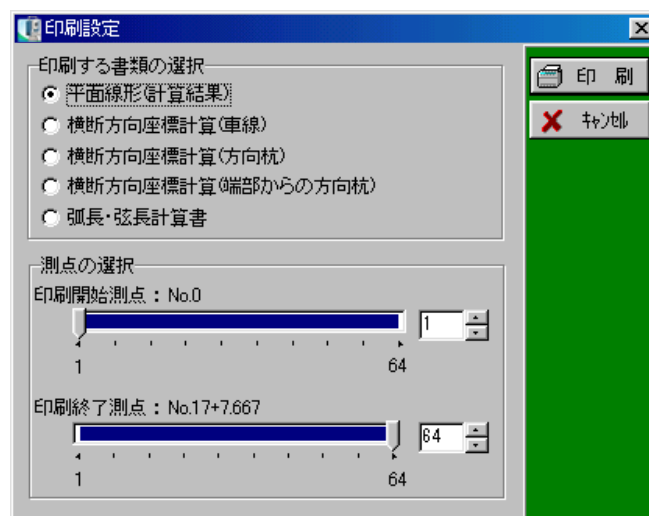 印刷設定
印刷する書類の選択
平面線形(計算結果)
横断方向座標計算(車線)
横断方向座標計算(方向杭)
横断方向座標計算(端部からの方向杭)
弧長・弦長計算書
測点の選択
印刷開始測点：No.0
1
1 64
印刷終了測点：No.17+7.667
64
1 64
印 刷
キャンセル